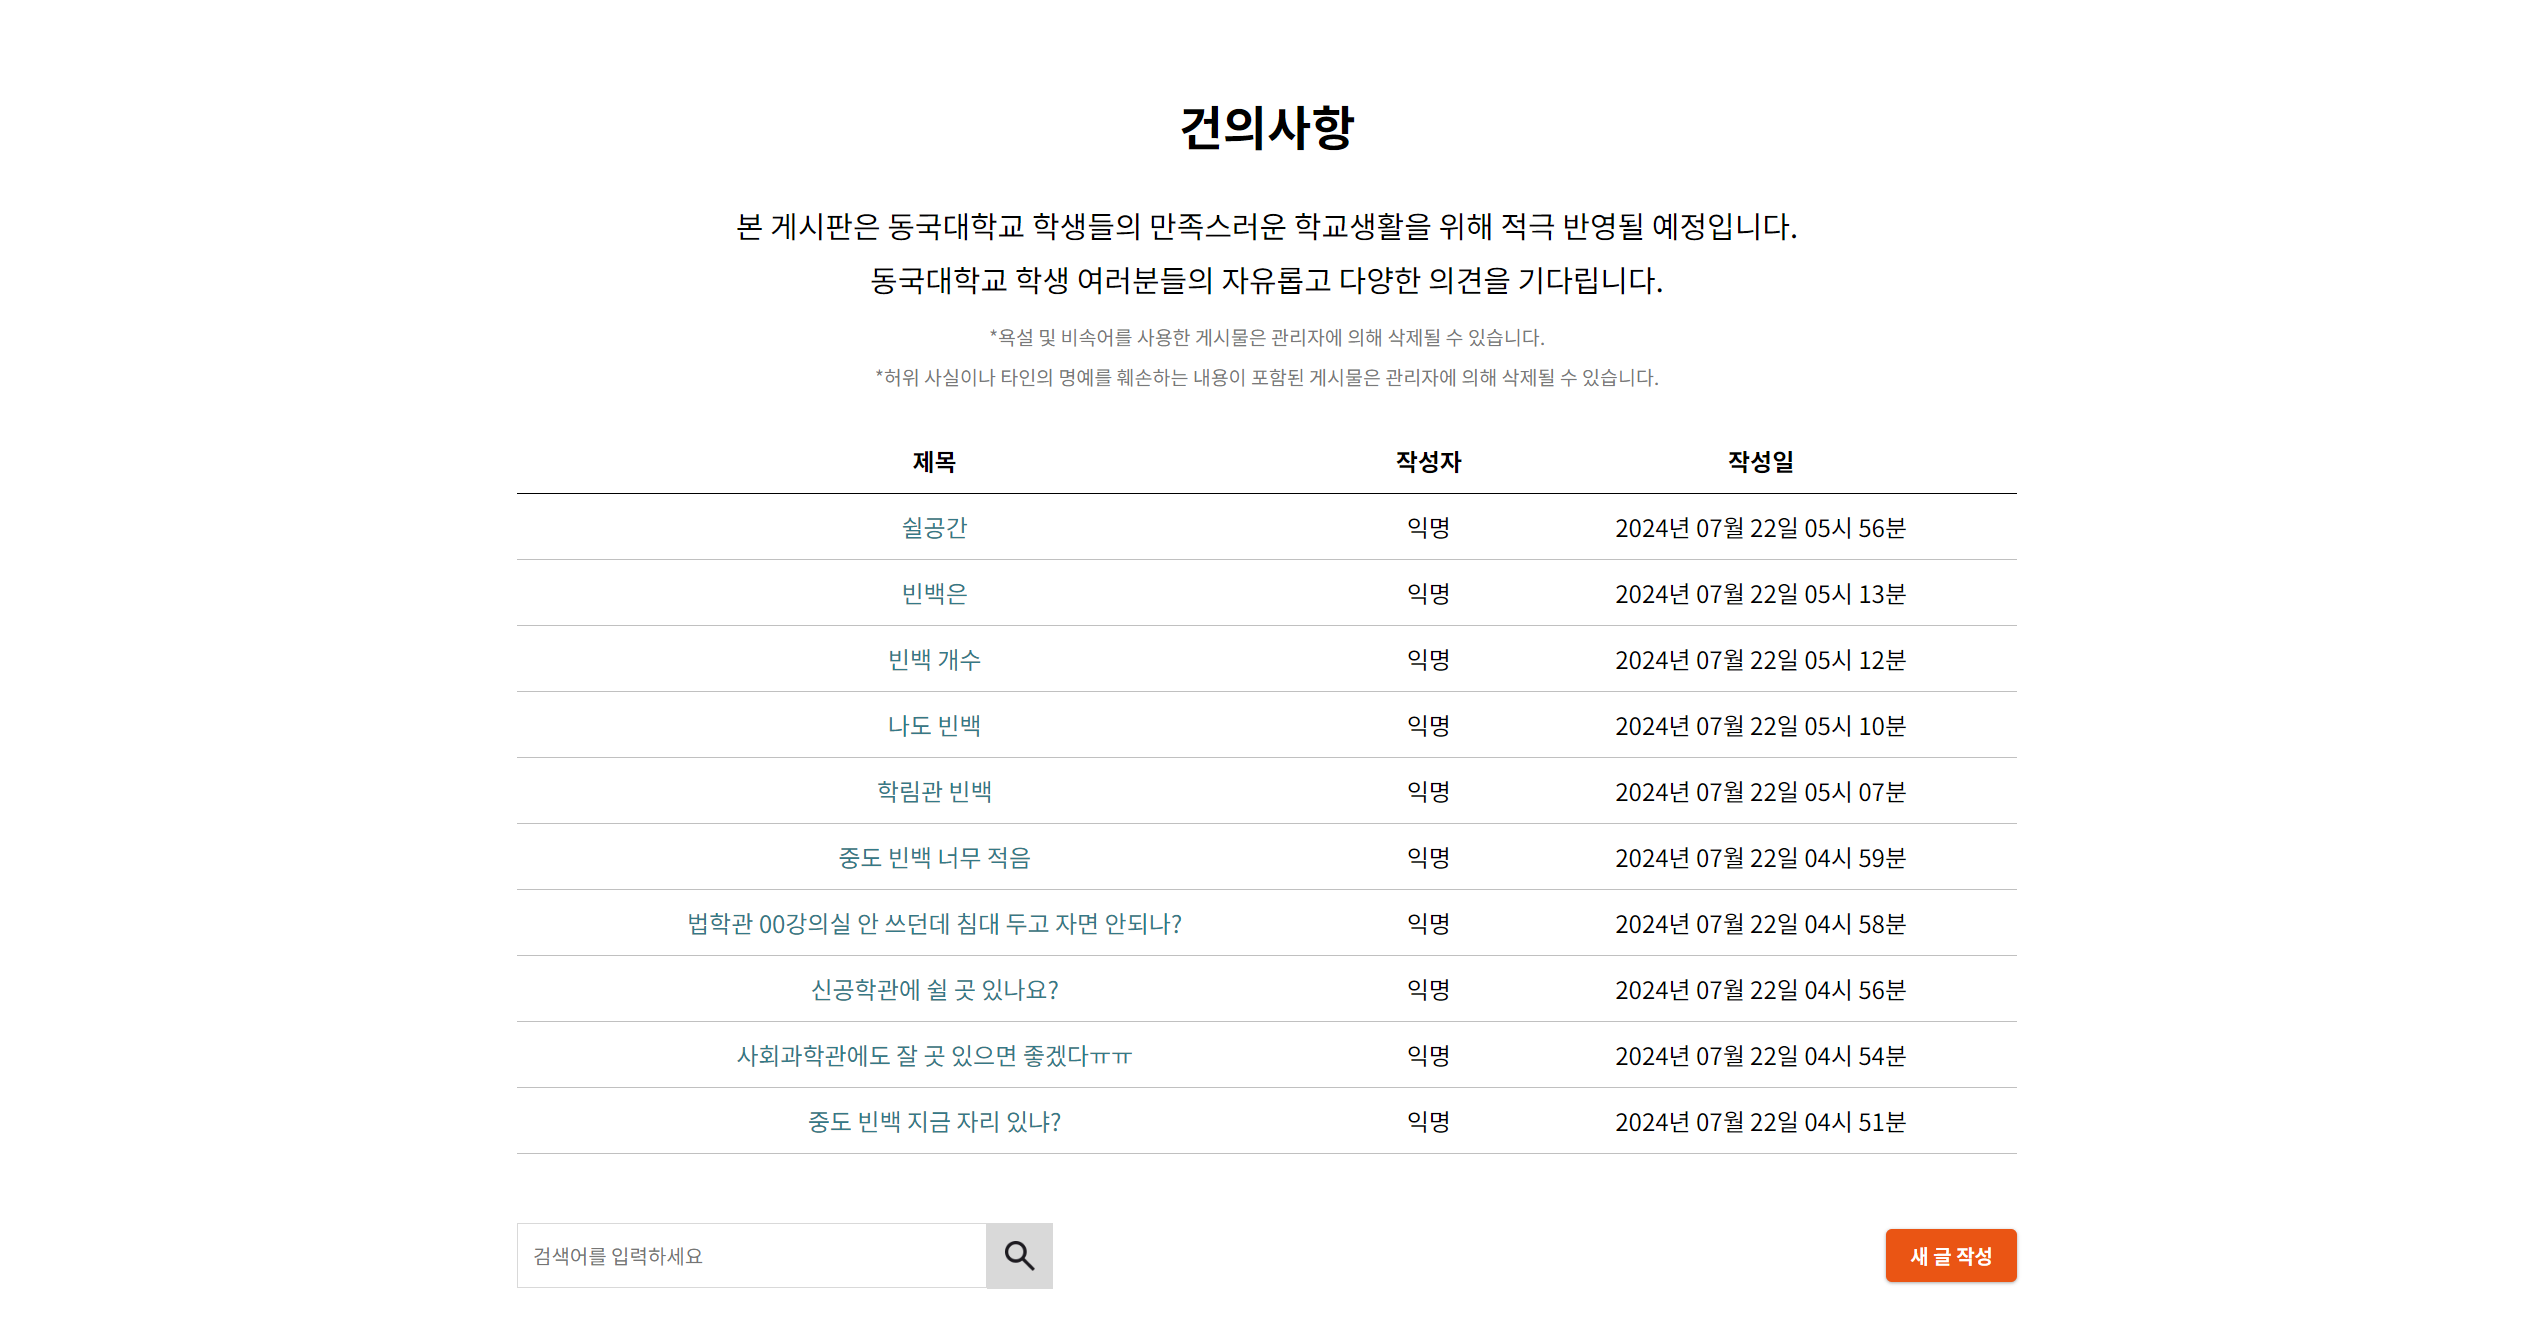 건의사항
본 게시판은 동국대학교 학생들의 만족스러운 학교생활을 위해 적극 반영될 예정입니다.
동국대학교 학생 여러분들의 자유롭고 다양한 의견을 기다립니다.
*욕설 및 비속어를 사용한 게시물은 관리자에 의해 삭제될 수 있습니다.
*허위 사실이나 타인의 명예를 훼손하는 내용이 포함된 게시물은 관리자에 의해 삭제될 수 있습니다.
제목 작성자 작성일
쉴공간 익명 2024년 07월 22일 05시 56분
빈백은 익명 2024년 07월 22일 05시 13분
빈백 개수 익명 2024년 07월 22일 05시 12분
나도 빈백 익명 2024년 07월 22일 05시 10분
학림관 빈백 익명 2024년 07월 22일 05시 07분
중도 빈백 너무 적음 익명 2024년 07월 22일 04시 59분
법학관 00강의실 안 쓰던데 침대 두고 자면 안되나? 익명 2024년 07월 22일 04시 58분
신공학관에 쉴 곳 있나요? 익명 2024년 07월 22일 04시 56분
사회과학관에도 잘 곳 있으면 좋겠다ㅠㅠ 익명 2024년 07월 22일 04시 54분
중도 빈백 지금 자리 있냐? 익명 2024년 07월 22일 04시 51분
검색어를 입력하세요 새 글 작성